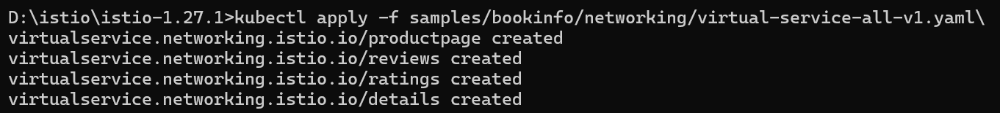 D:\istio\istio-1.27.1>kubectl apply -f samples/bookinfo/networking/virtual-service-all-v1.yaml\
virtualservice.networking.istio.io/productpage created
virtualservice.networking.istio.io/reviews created
virtualservice.networking.istio.io/ratings created
virtualservice.networking.istio.io/details created